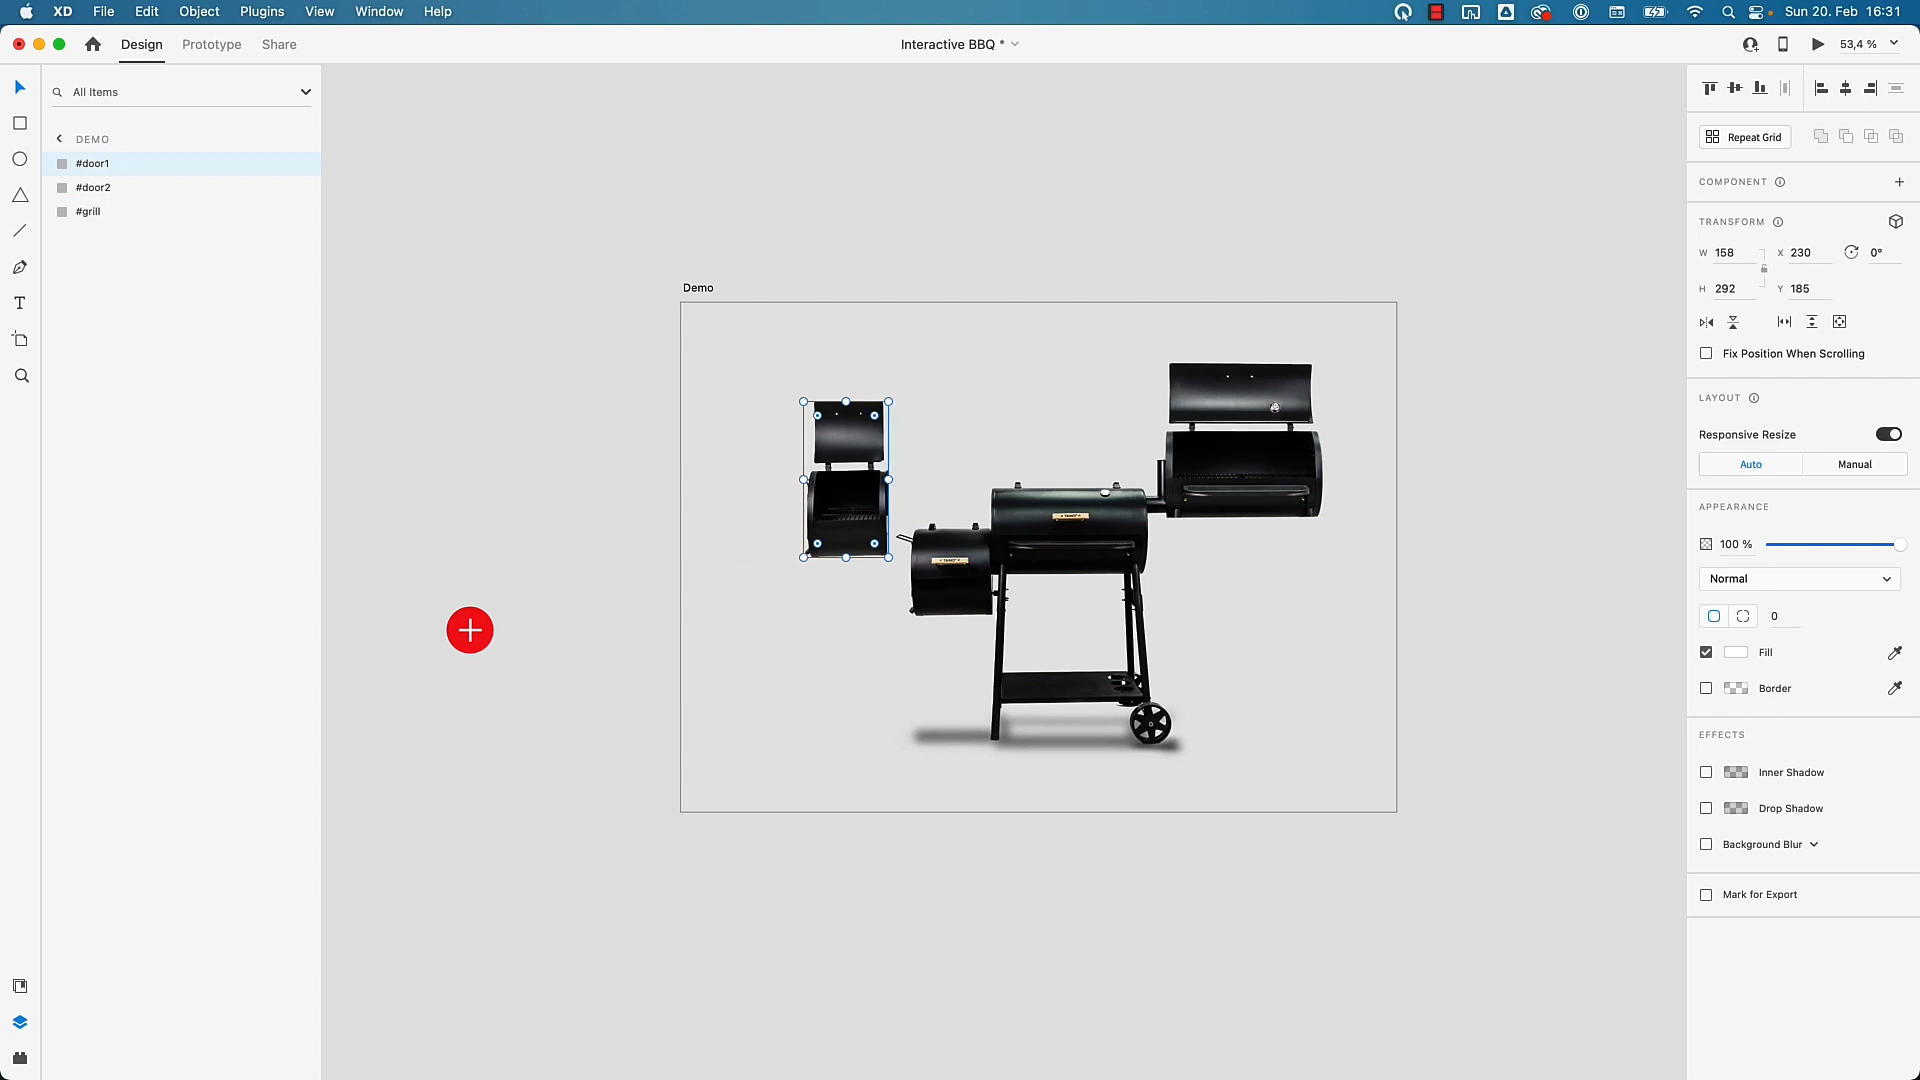 XD File Edit Object Plugins View Window Help
Sun 20. Feb 16:31
Design Prototype Share
Interactive BBQ *
53,4 %
All Items
DEMO
#door1
#door2
#grill
Demo
Repeat Grid
COMPONENT
TRANSFORM
W 158 X 230 0°
H 292 Y 185
Fix Position When Scrolling
LAYOUT
Responsive Resize
Auto Manual
APPEARANCE
100 %
Normal
0
Fill
Border
EFFECTS
Inner Shadow
Drop Shadow
Background Blur
Mark for Export